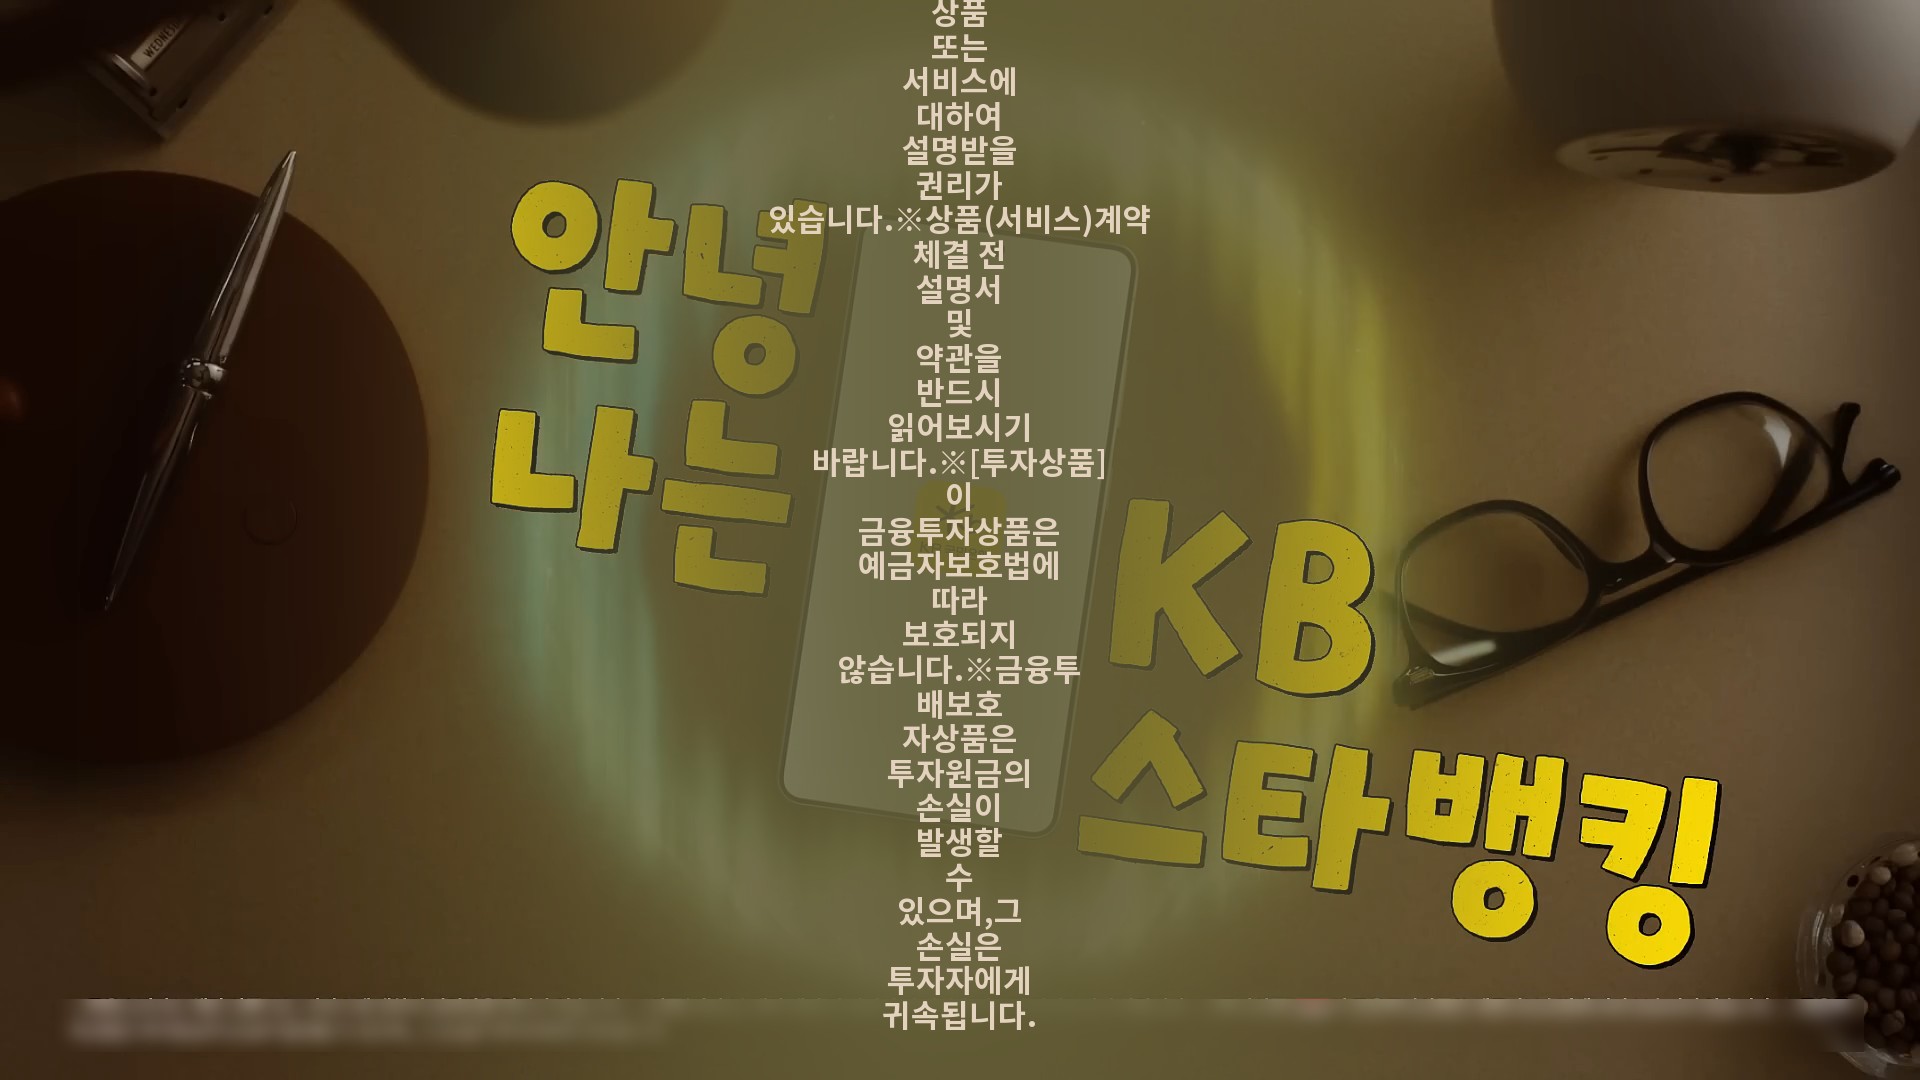 WEDNES
상품
또는
서비스에
대하여
설명받을
권리가
있습니다.※상품(서비스)계약
체결 전
설명서
및
약관을
반드시
읽어보시기
바랍니다.※[투자상품]
이
금융투자상품은
예금자보호법에
따라
보호되지
않습니다.※금융투
배보호
자상품은
투자원금의
손실이
발생할
수
있으며,그
손실은
투자자에게
귀속됩니다.
안녕
나는
KB
스타뱅킹